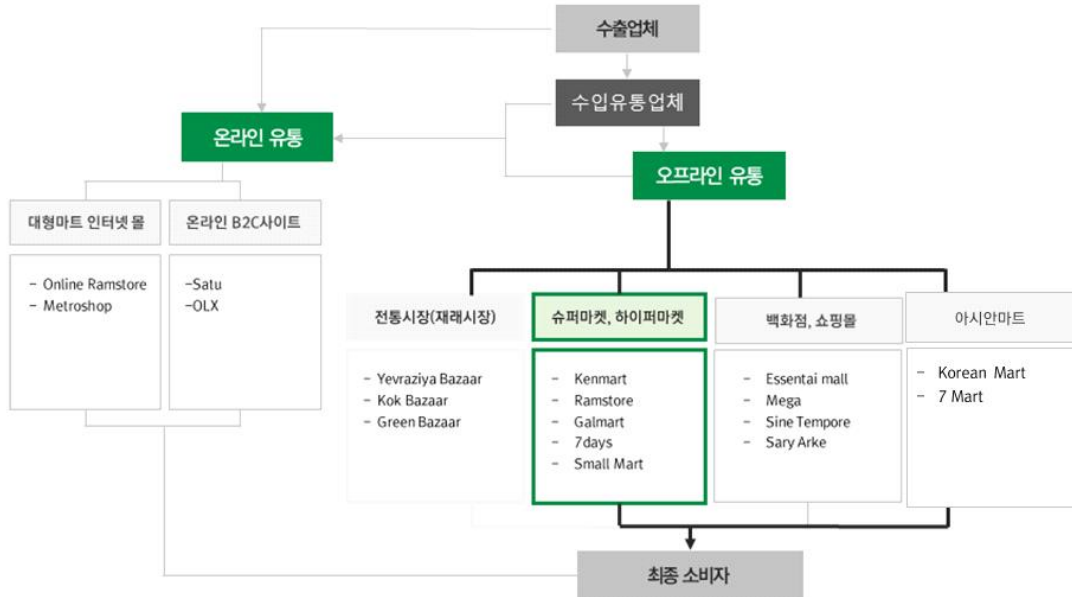 수출업체
수입유통업체
온라인 유통
오프라인 유통
대형마트 인터넷 몰
온라인 B2C사이트
- Online Ramstore
- Metroshop
-Satu
-OLX
전통시장(재래시장)
슈퍼마켓, 하이퍼마켓
백화점, 쇼핑몰
아시안마트
- Yevraziya Bazaar
- Kok Bazaar
- Green Bazaar
- Kenmart
- Ramstore
- Galmart
- 7days
- Small Mart
- Essentai mall
- Mega
- Sine Tempore
- Sary Arke
- Korean Mart
- 7 Mart
최종 소비자